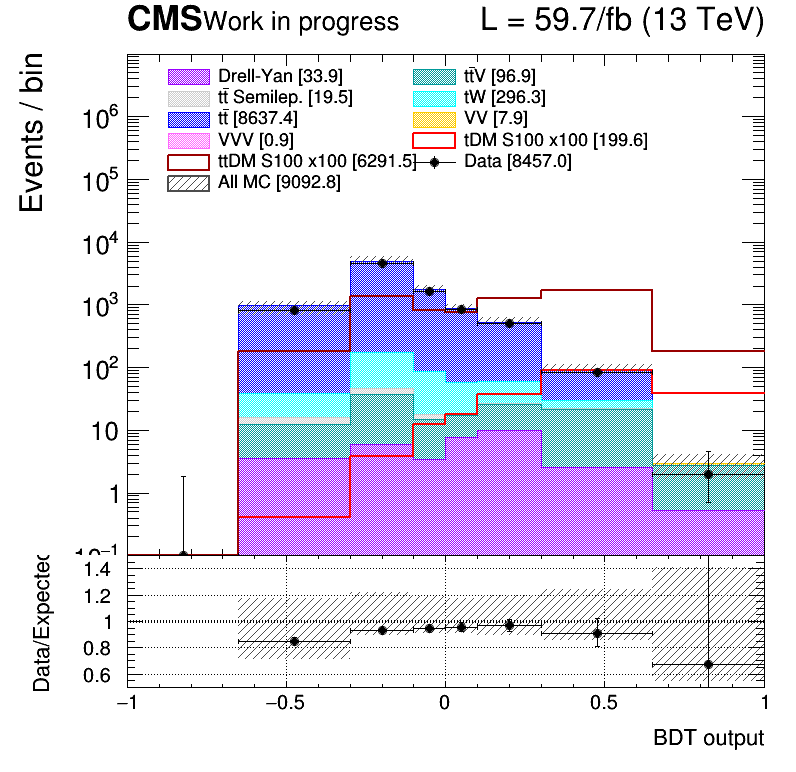 CMS Work in progress L = 59.7/fb (13 TeV)
Events / bin
Drell-Yan [33.9] tt̄V [96.9]
tt̄ Semilep. [19.5] tW [296.3]
tt̄ [8637.4] VV [7.9]
VVV [0.9] tDM S100 x100 [199.6]
ttDM S100 x100 [6291.5] Data [8457.0]
All MC [9092.8]
10⁶
10⁵
10⁴
10³
10²
10
1
10⁻¹
Data/Expected
1.4
1.2
1
0.8
0.6
−1 −0.5 0 0.5 1
BDT output